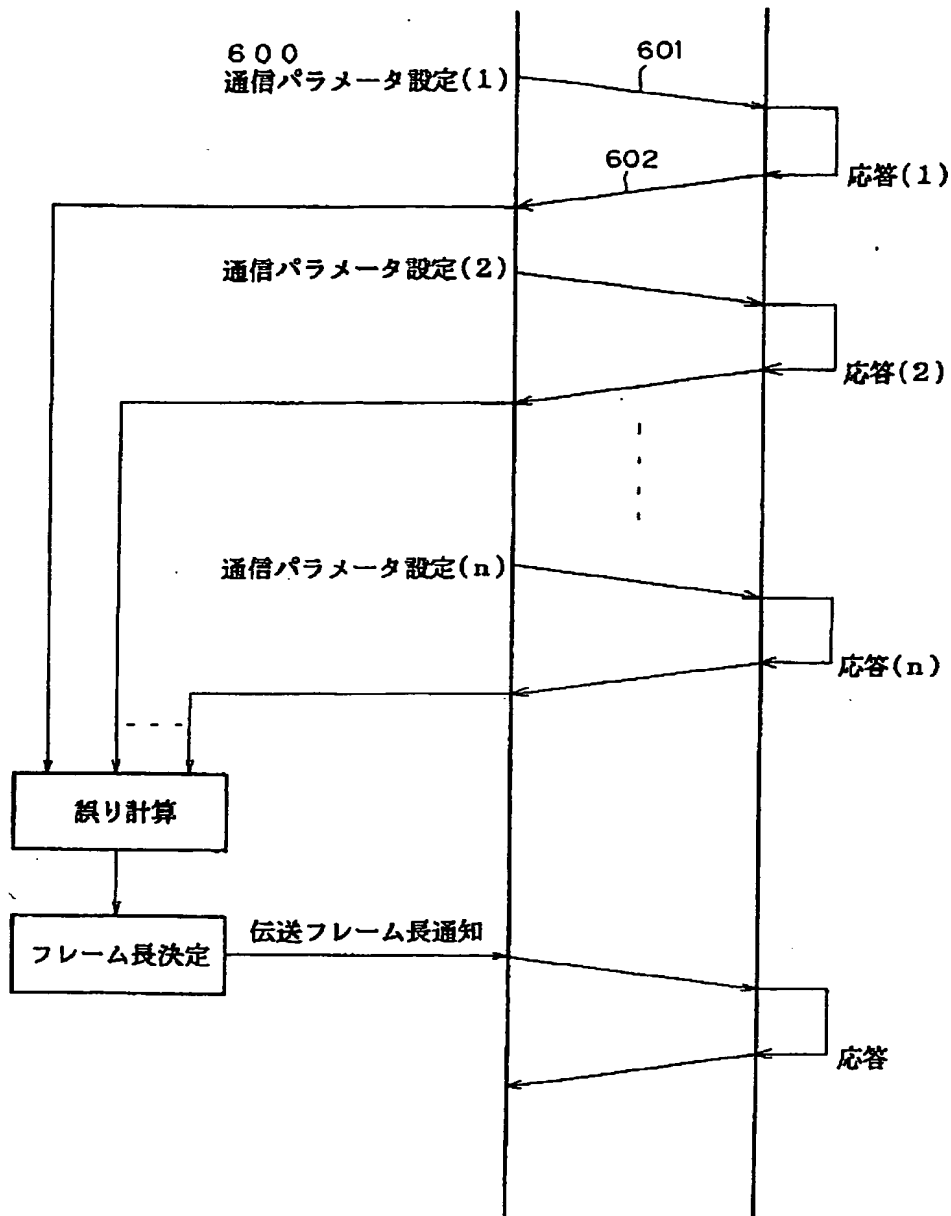 600
601
通信パラメータ設定(1)
602
応答(1)
通信パラメータ設定(2)
応答(2)
通信パラメータ設定(n)
応答(n)
誤り計算
伝送フレーム長通知
フレーム長決定
応答